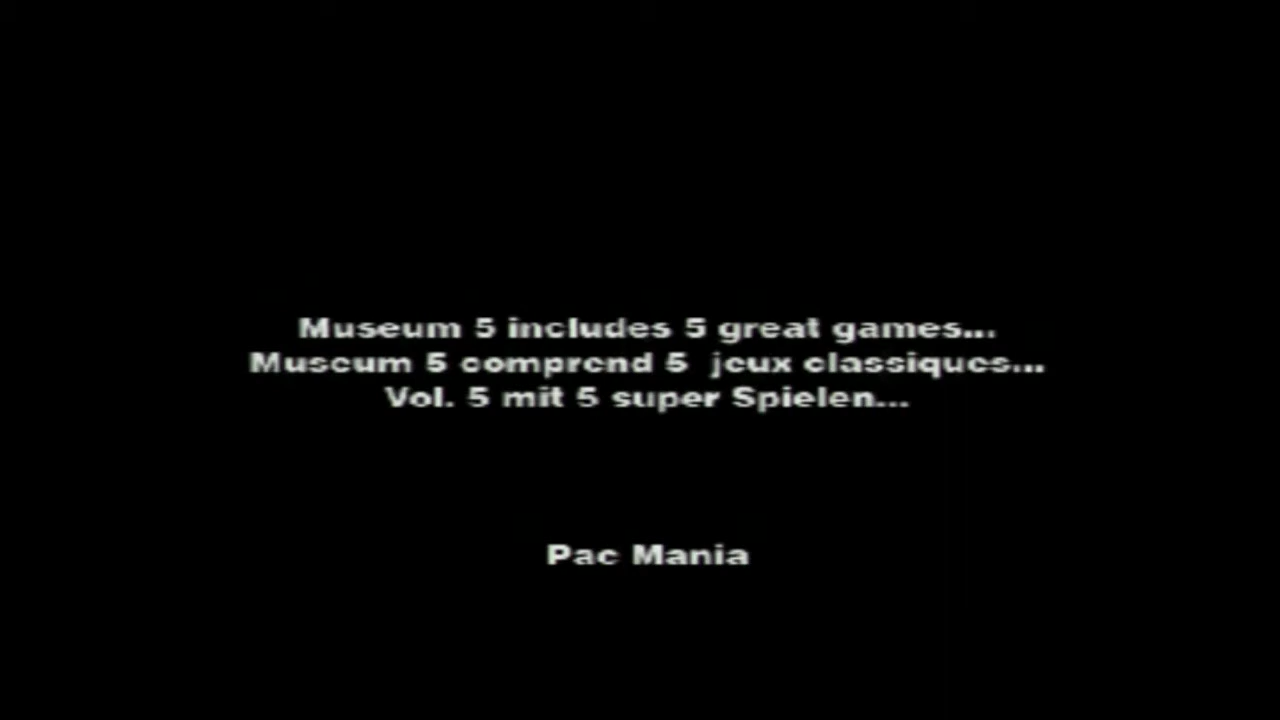 Museum 5 includes 5 great games...
Museum 5 comprend 5 jeux classiques...
Vol. 5 mit 5 super Spielen...
Pac Mania